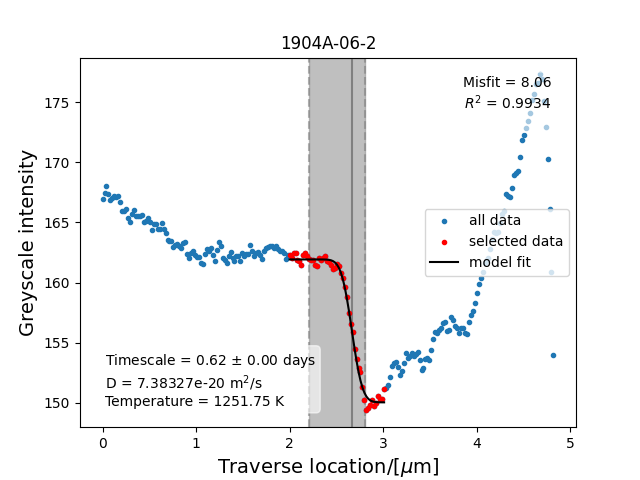 1904A-06-2
Misfit = 8.06
R² = 0.9934
175
170
165
160
155
150
Greyscale intensity
all data
selected data
model fit
Timescale = 0.62 ± 0.00 days
D = 7.38327e-20 m²/s
Temperature = 1251.75 K
0 1 2 3 4 5
Traverse location/[μm]